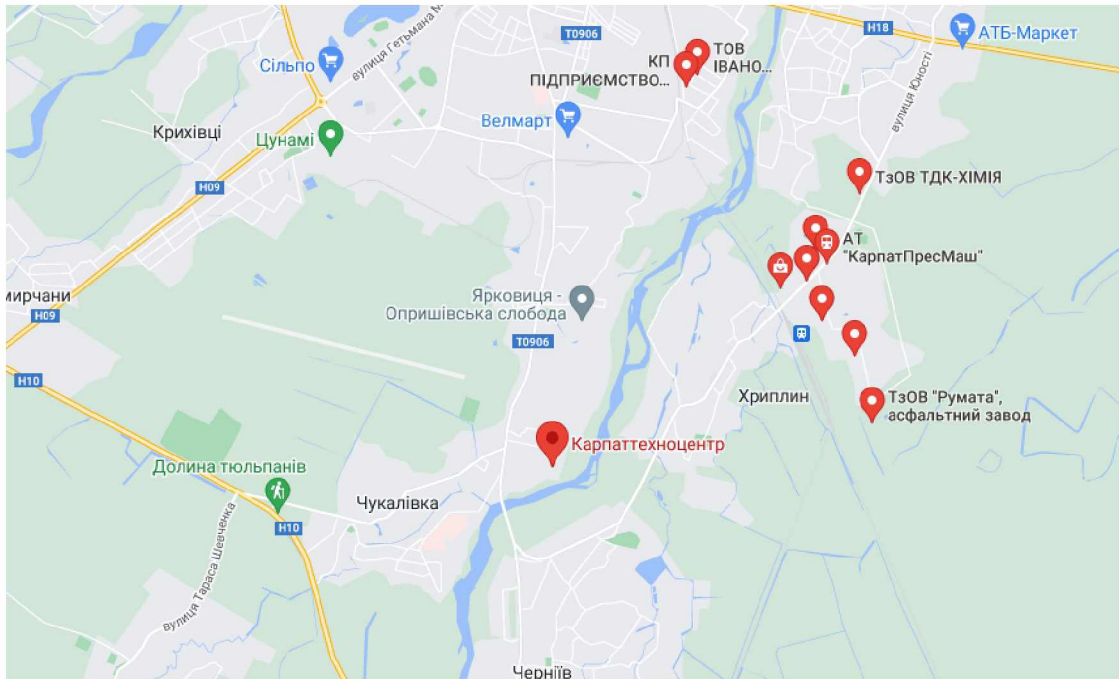 T0906
H18
АТБ-Маркет
ТОВ
ІВАНО...
КП
ПІДПРИЄМСТВО...
Сільпо
вулиця Гетьмана М
вулиця Юності
Крихівці
Велмарт
Цунамі
H09
ТзОВ ТДК-ХІМІЯ
АТ
"КарпатПресМаш"
мирчани
H09
Ярковиця -
Опришівська слобода
T0906
H10
Хриплин
ТзОВ "Румата",
асфальтний завод
Карпаттехноцентр
Долина тюльпанів
Чукалівка
H10
вулиця Тараса Шевченка
Черніїв